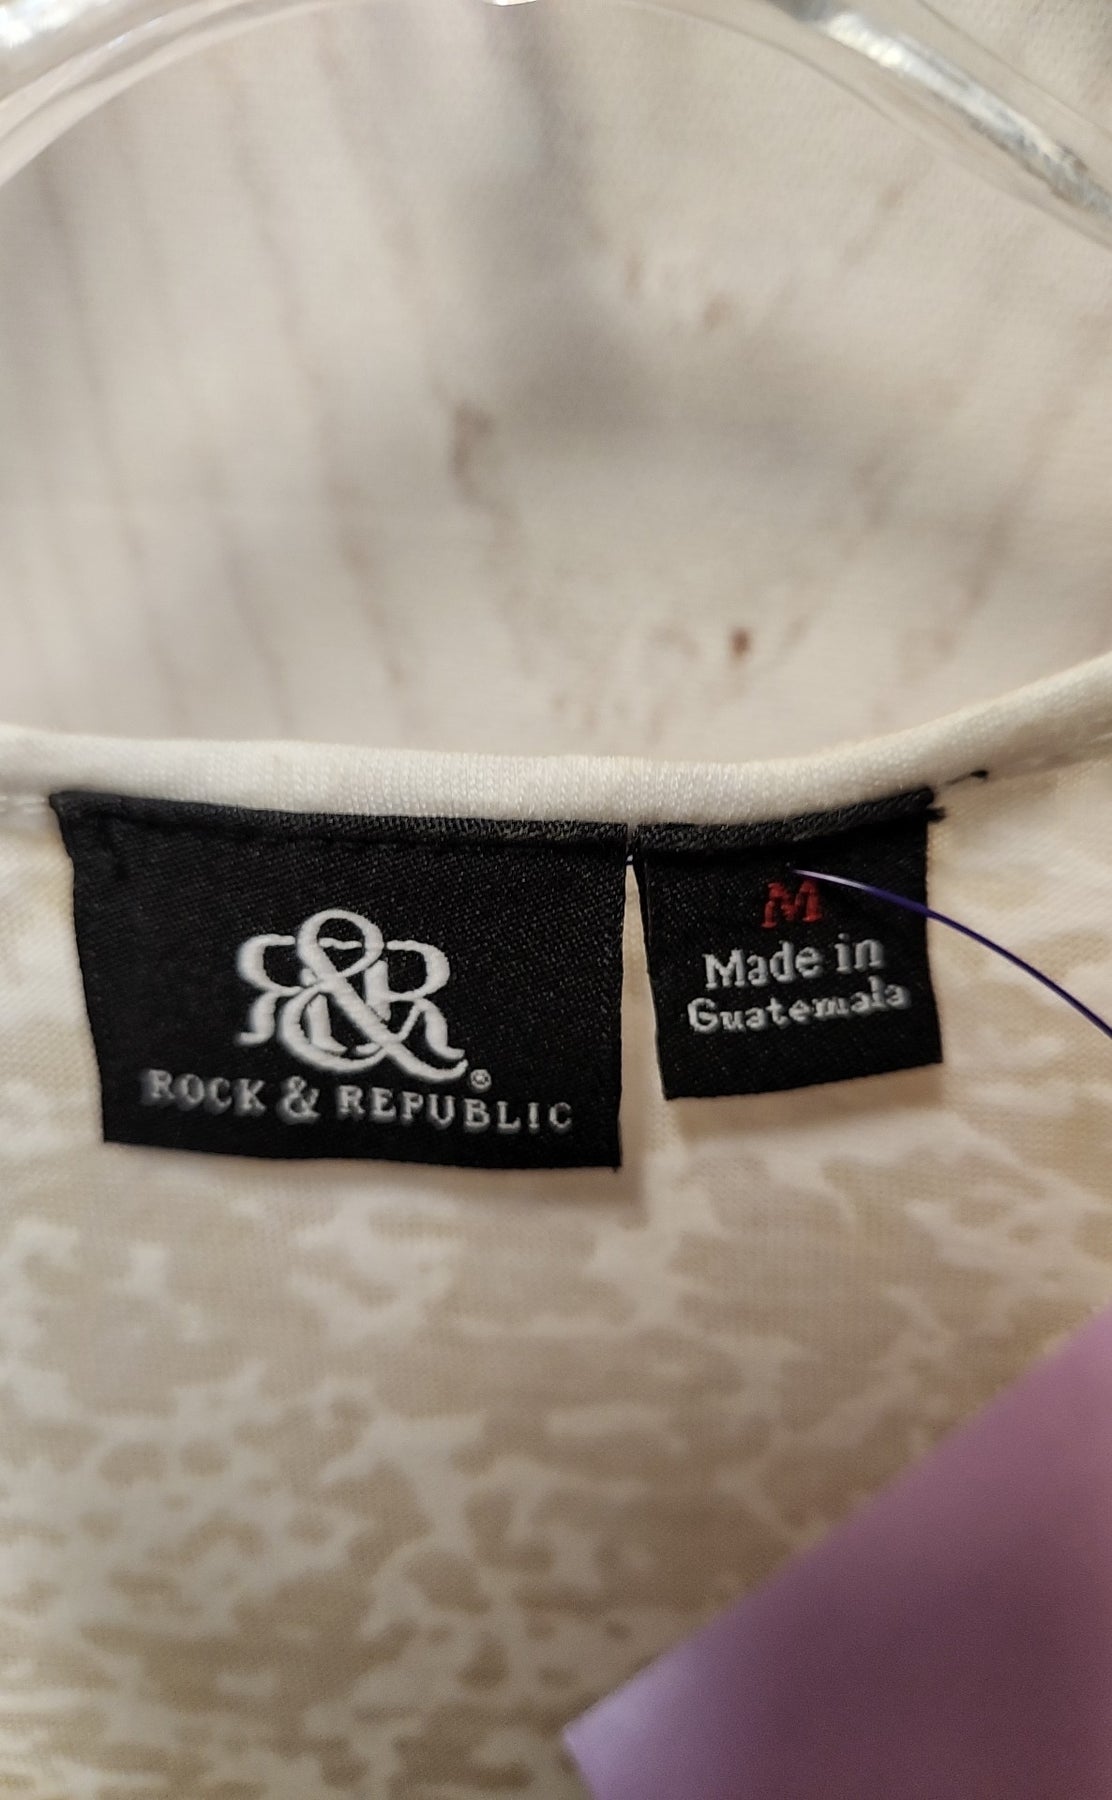 R&R®
ROCK & REPUBLIC
M
Made in
Guatemala